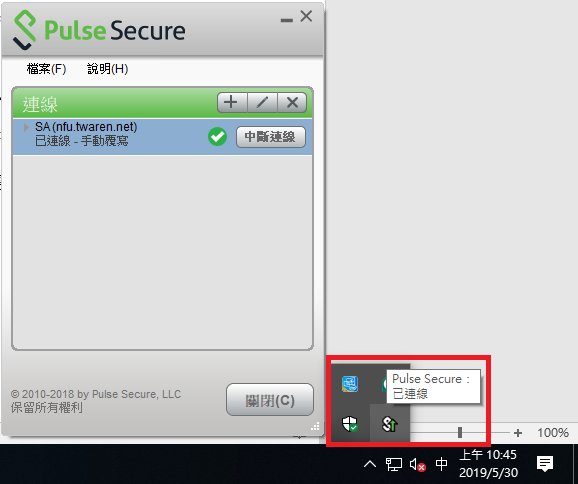 Pulse Secure
檔案(F) 說明(H)
連線
SA (nfu.twaren.net)
已連線 - 手動覆寫
中斷連線
© 2010-2018 by Pulse Secure, LLC
保留所有權利
關閉(C)
Pulse Secure：
已連線
100%
中
上午 10:45
2019/5/30